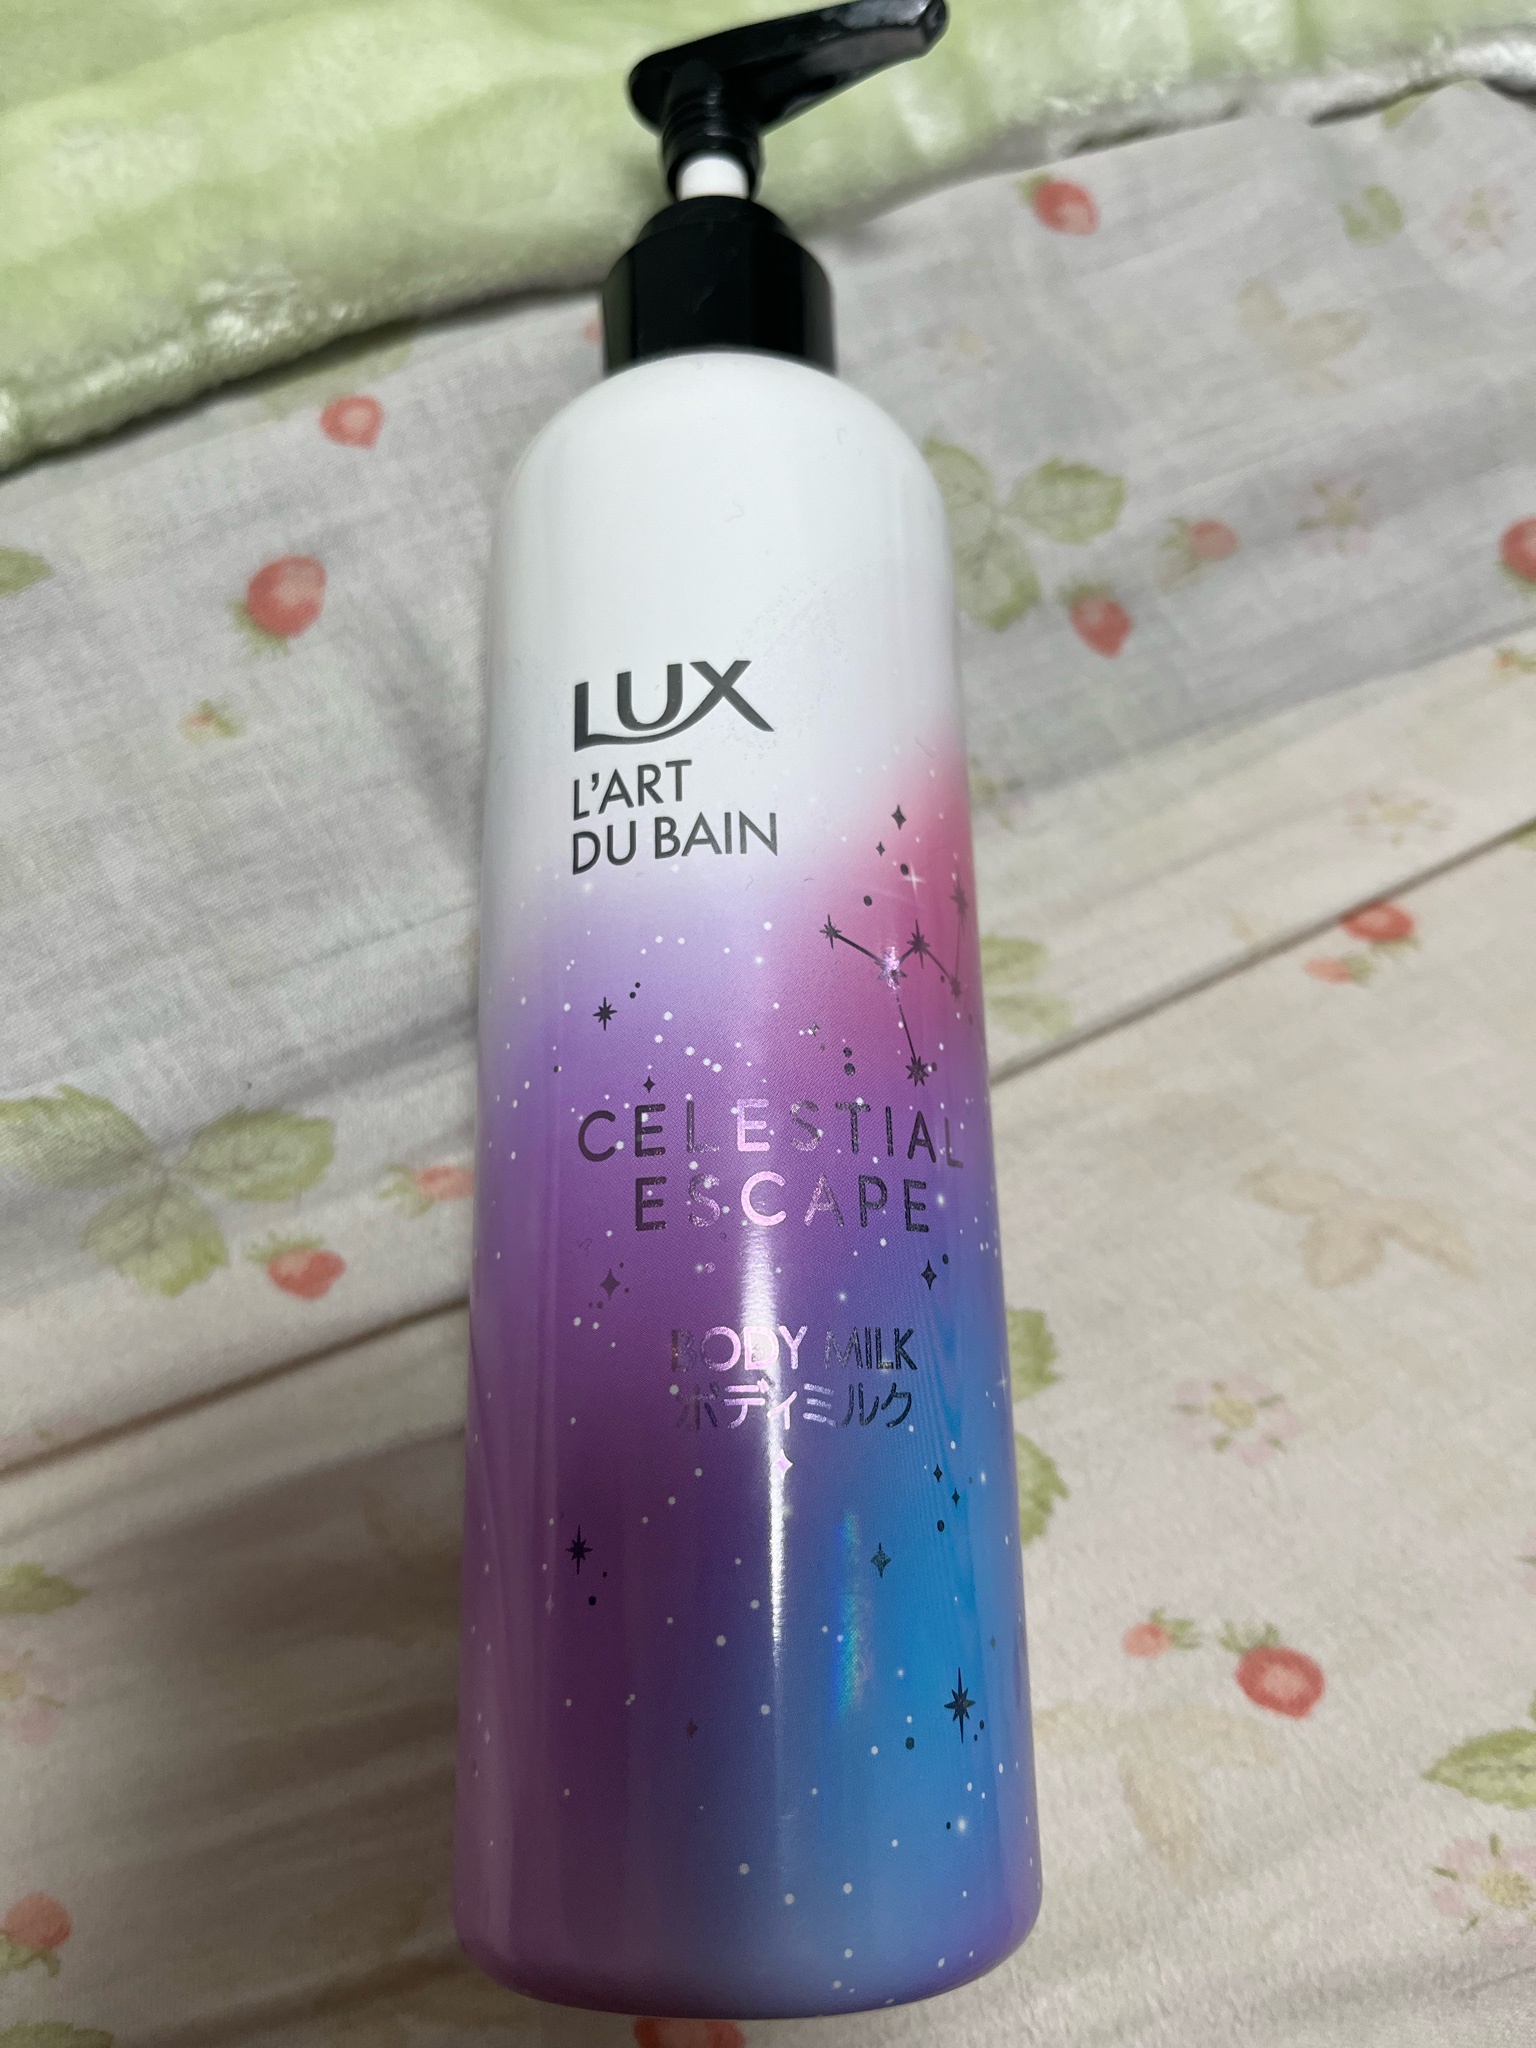 LUX
L'ART
DU BAIN
CELESTIAL
ESCAPE
BODY MILK
ボディミルク